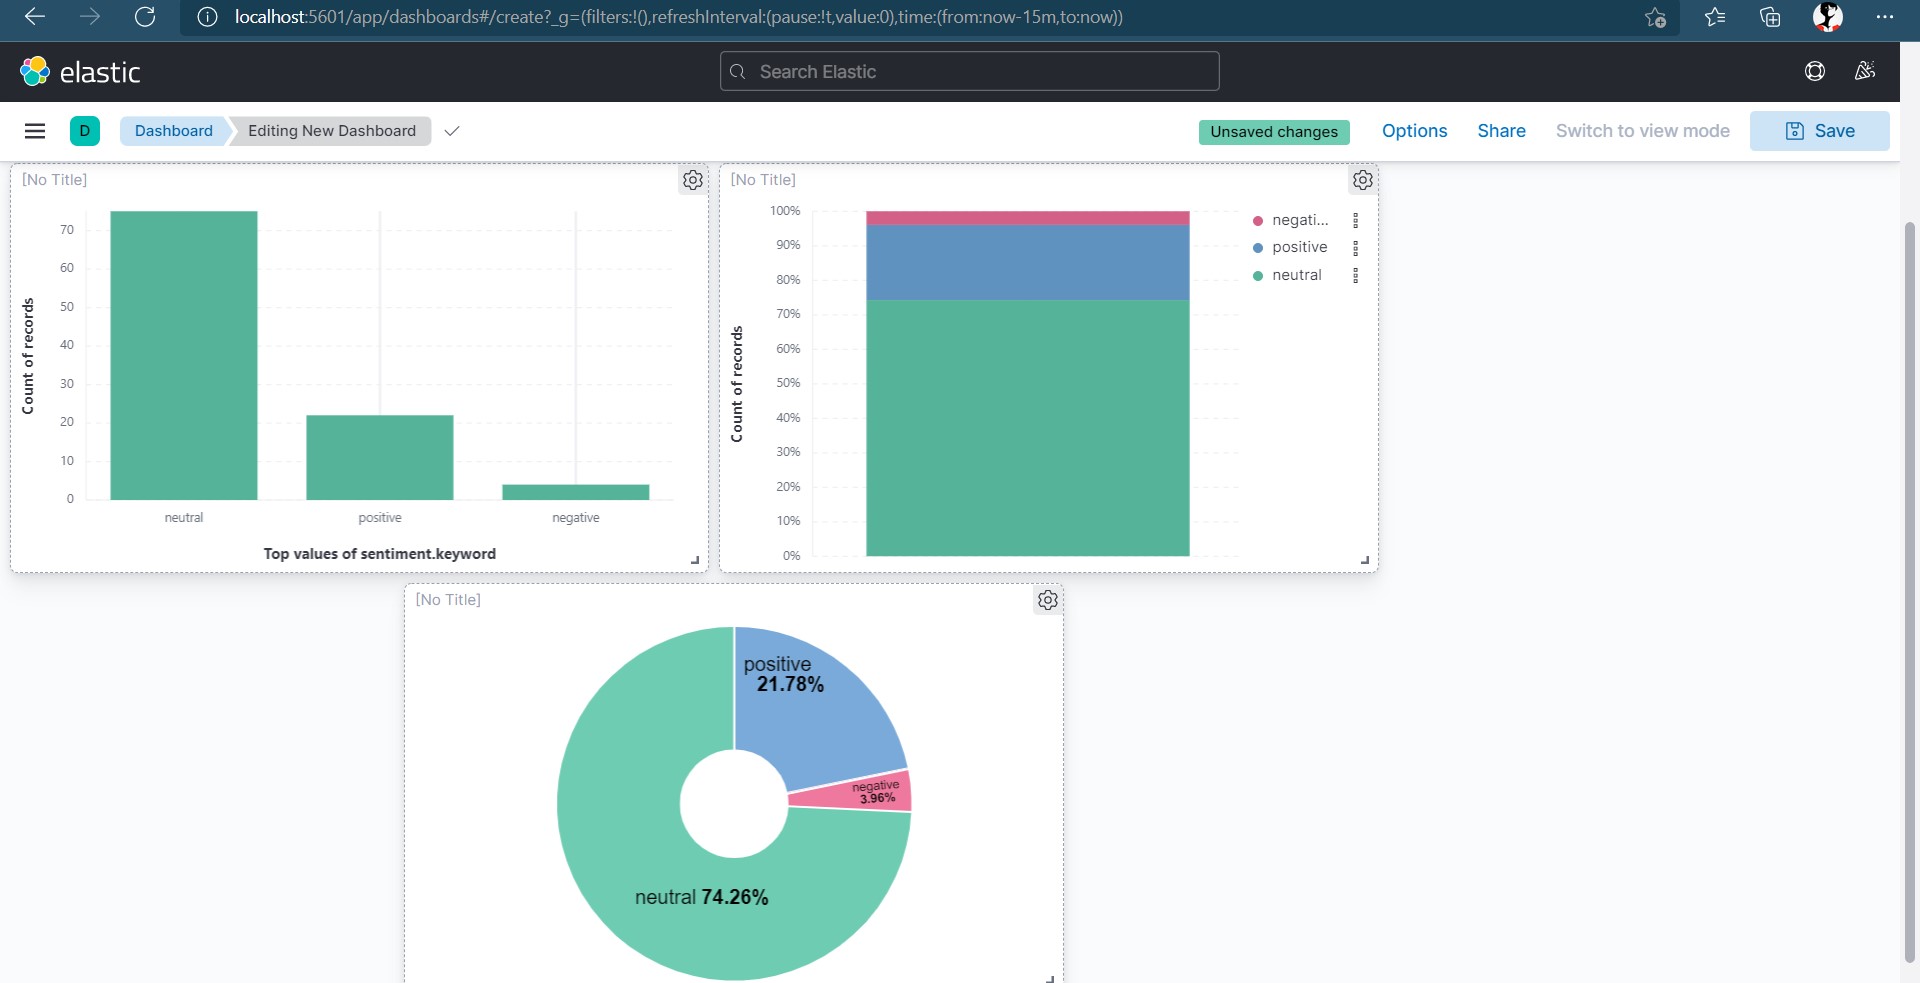 localhost:5601/app/dashboards#/create?_g=(filters:!(),refreshInterval:(pause:!t,value:0),time:(from:now-15m,to:now))
elastic
Search Elastic
D
Dashboard
Editing New Dashboard
Unsaved changes
Options
Share
Switch to view mode
Save
[No Title]
Count of records
70
60
50
40
30
20
10
0
neutral
positive
negative
Top values of sentiment.keyword
[No Title]
Count of records
100%
90%
80%
70%
60%
50%
40%
30%
20%
10%
0%
negati...
positive
neutral
[No Title]
positive
21.78%
negative
3.96%
neutral 74.26%